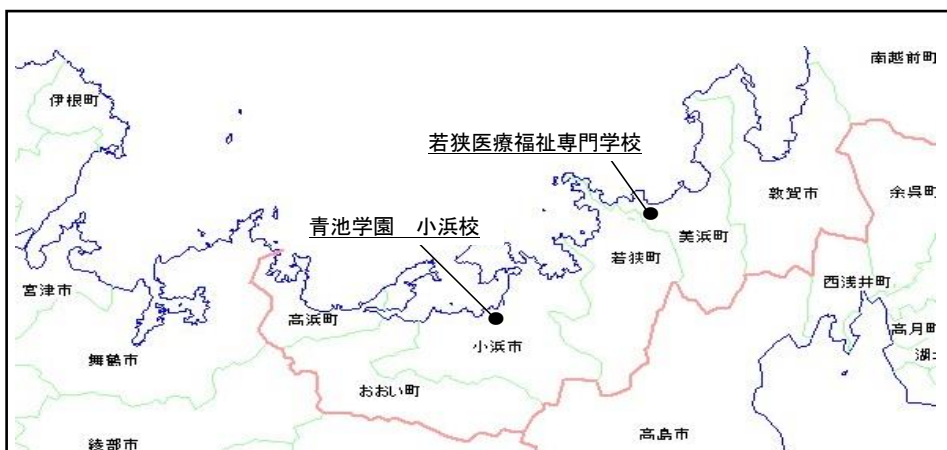 南越前町
伊根町
若狭医療福祉専門学校
敦賀市
余呉町
青池学園　小浜校
美浜町
若狭町
西浅井町
宮津市
高浜町
高月町
小浜市
舞鶴市
おおい町
高島市
綾部市